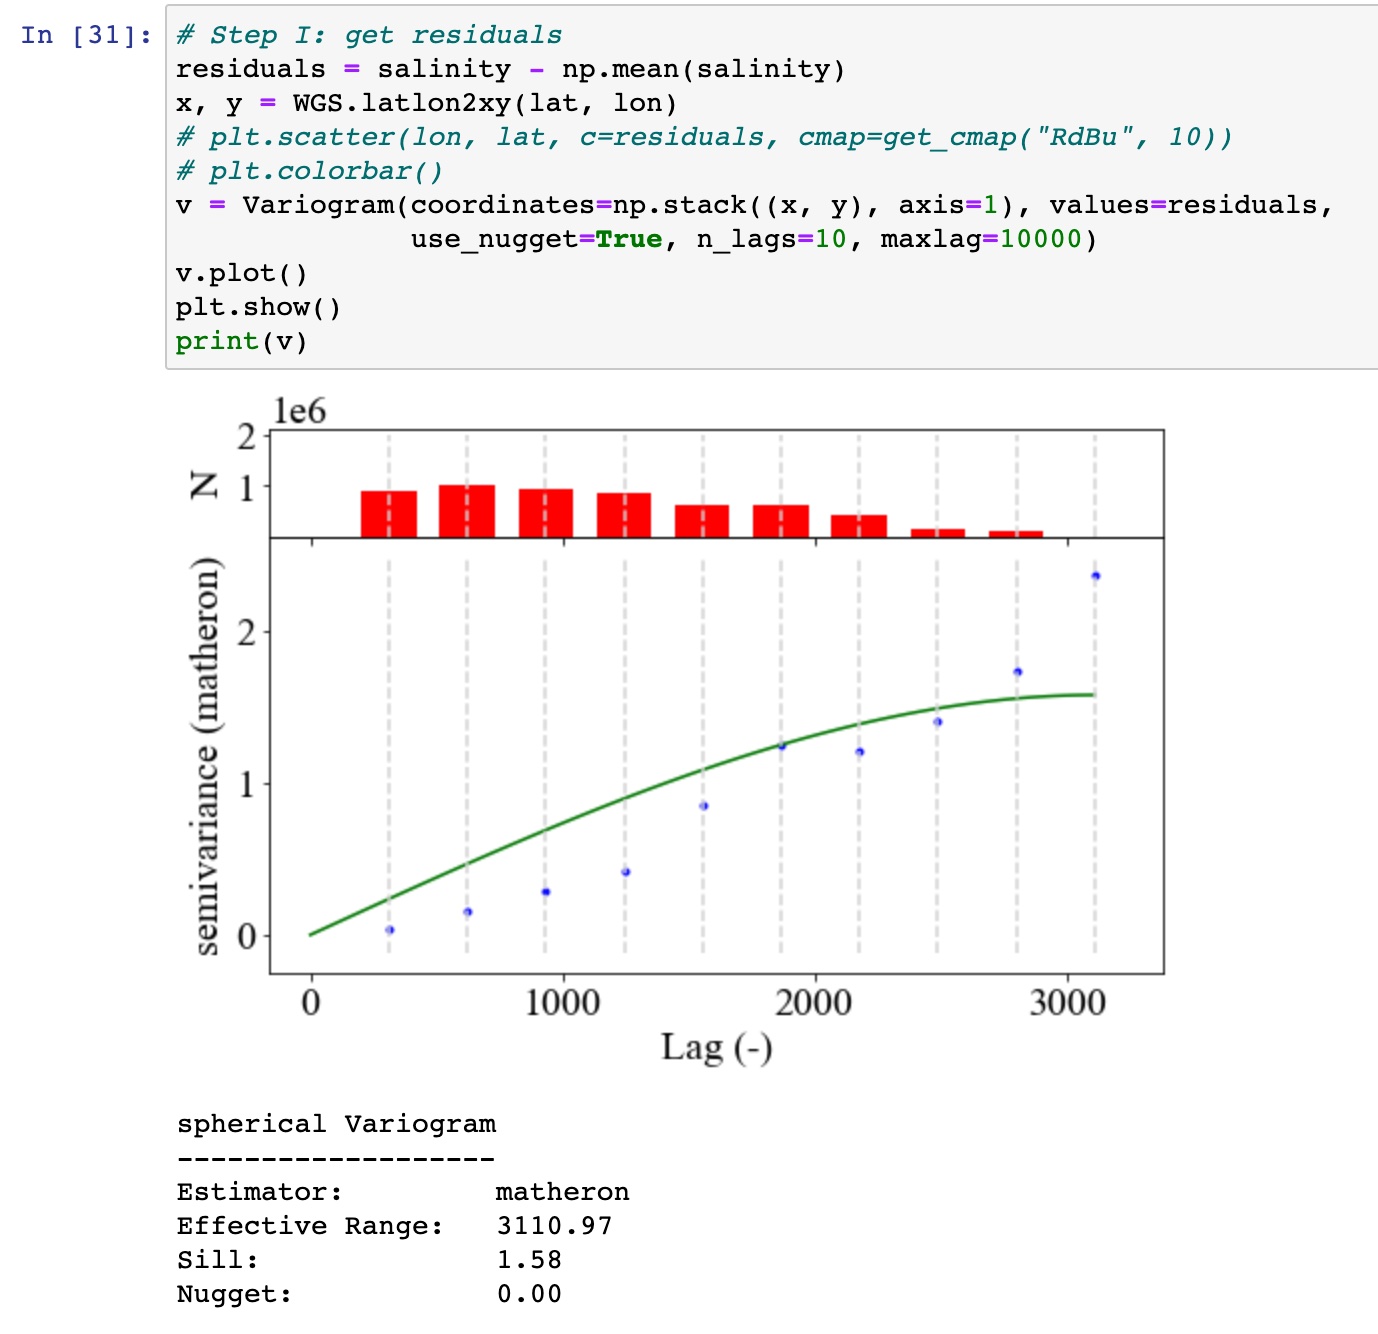 In [31]:
# Step I: get residuals
residuals = salinity - np.mean(salinity)
x, y = WGS.latlon2xy(lat, lon)
# plt.scatter(lon, lat, c=residuals, cmap=get_cmap("RdBu", 10))
# plt.colorbar()
v = Variogram(coordinates=np.stack((x, y), axis=1), values=residuals,
use_nugget=True, n_lags=10, maxlag=10000)
v.plot()
plt.show()
print(v)
1e6
2
1
N
2
1
0
semivariance (matheron)
0 1000 2000 3000
Lag (-)
spherical Variogram
-------------------
Estimator: matheron
Effective Range: 3110.97
Sill: 1.58
Nugget: 0.00